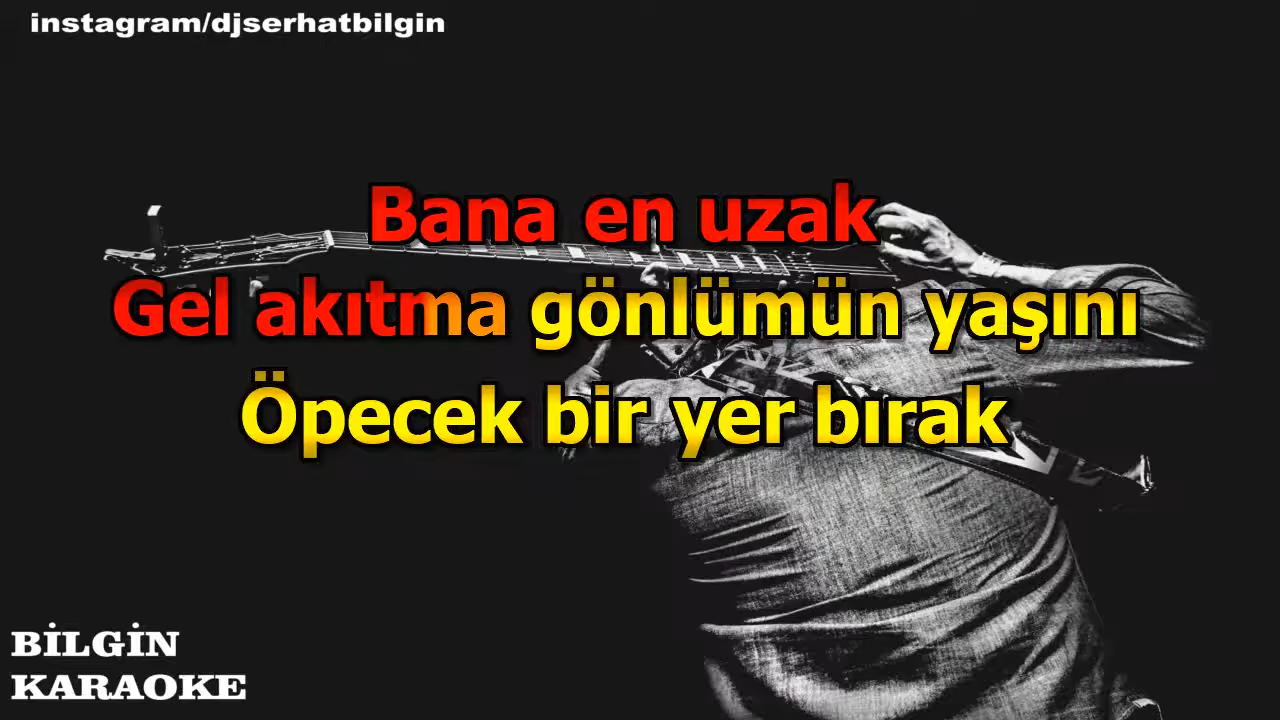 instagram/djserhatbilgin
Bana en uzak
Gel akıtma gönlümün yaşını
Öpecek bir yer bırak
BİLGİN
KARAOKE